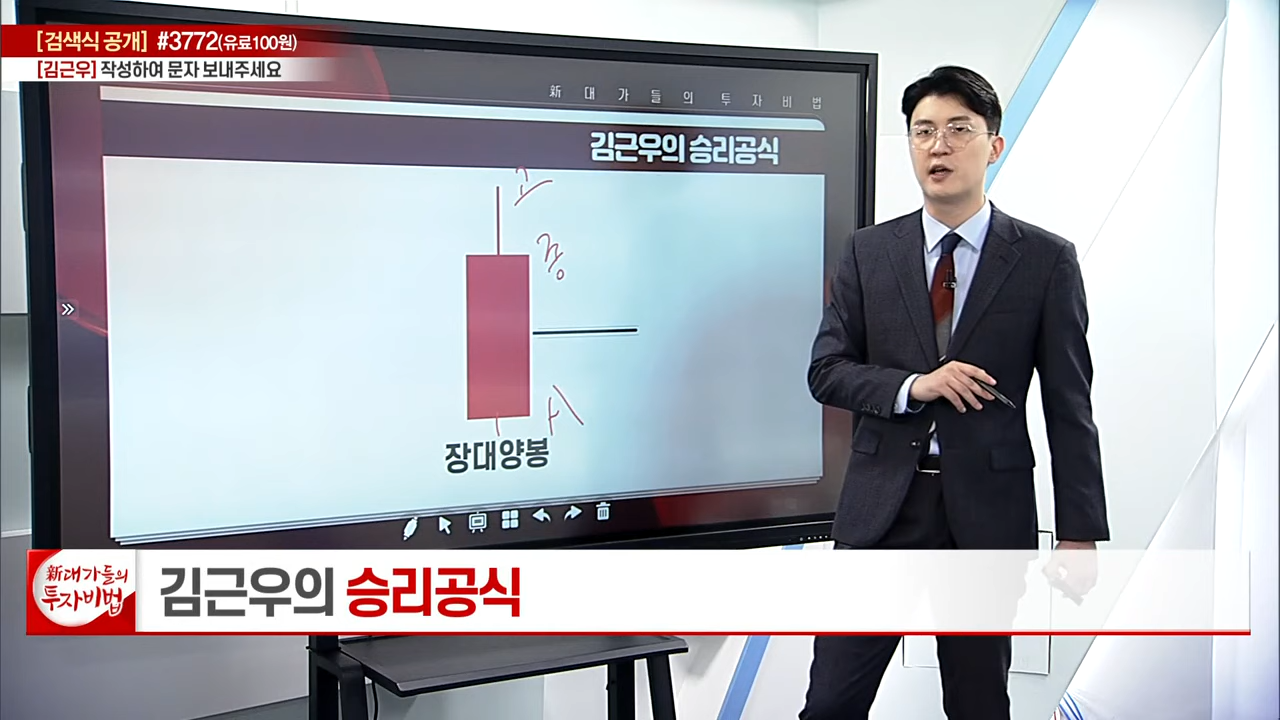 [검색식 공개] #3772(유료100원)
[김근우] 작성하여 문자 보내주세요
新 대가들의 투자비법
김근우의 승리공식
고
종
시
장대양봉
新대가들의
투자비법
김근우의 승리공식